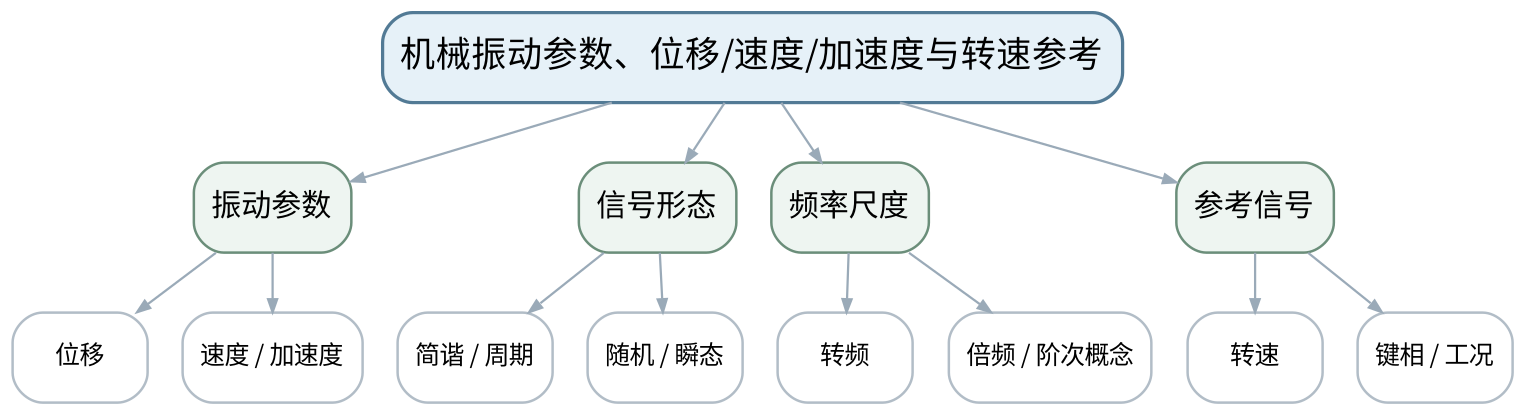 机械振动参数、位移/速度/加速度与转速参考
振动参数
信号形态
频率尺度
参考信号
位移
速度 / 加速度
简谐 / 周期
随机 / 瞬态
转频
倍频 / 阶次概念
转速
键相 / 工况